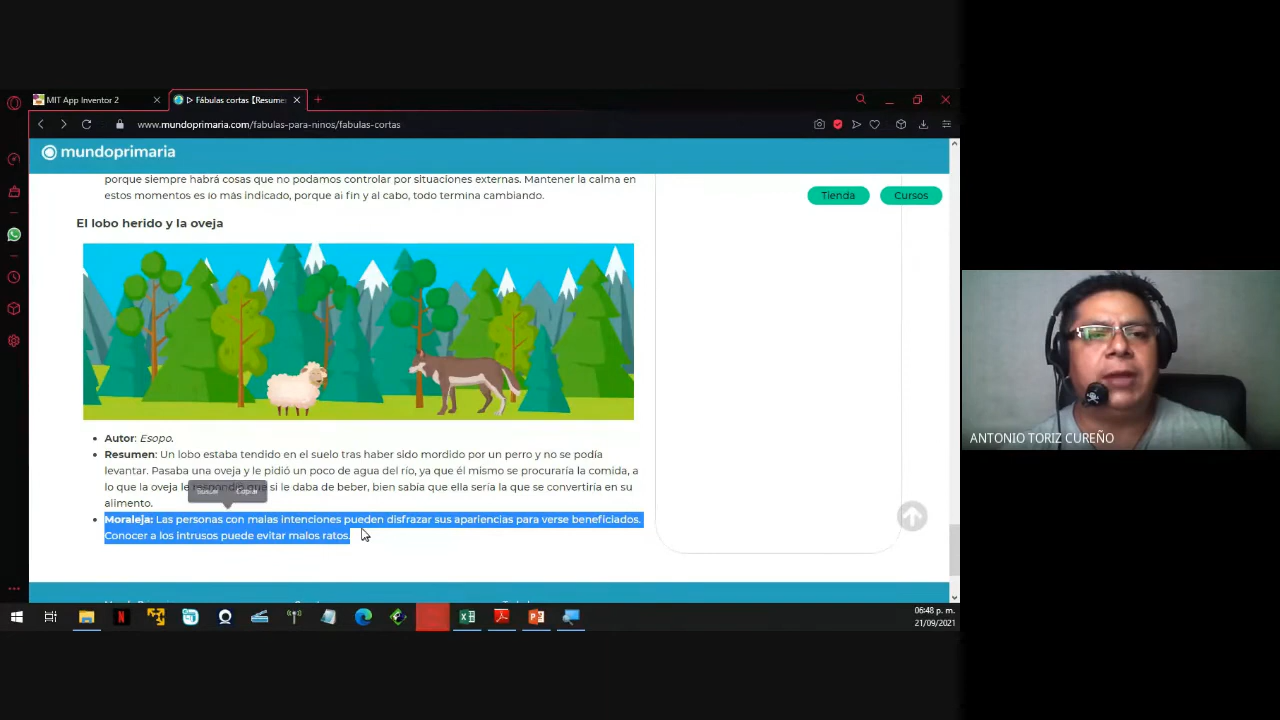 MIT App Inventor 2
▷ Fábulas cortas【Resume
www.mundoprimaria.com/fabulas-para-ninos/fabulas-cortas
mundoprimaria
porque siempre habrá cosas que no podamos controlar por situaciones externas. Mantener la calma en
estos momentos es lo más indicado, porque al fin y al cabo, todo termina cambiando.
Tienda
Cursos
El lobo herido y la oveja
Autor: Esopo.
Resumen: Un lobo estaba tendido en el suelo tras haber sido mordido por un perro y no se podía
levantar. Pasaba una oveja y le pidió un poco de agua del río, ya que él mismo se procuraría la comida, a
lo que la oveja le respondió que si le daba de beber, bien sabía que ella sería la que se convertiría en su
alimento.
Buscar Copiar
Moraleja: Las personas con malas intenciones pueden disfrazar sus apariencias para verse beneficiados.
Conocer a los intrusos puede evitar malos ratos.
ANTONIO TORIZ CUREÑO
06:48 p. m.
21/09/2021